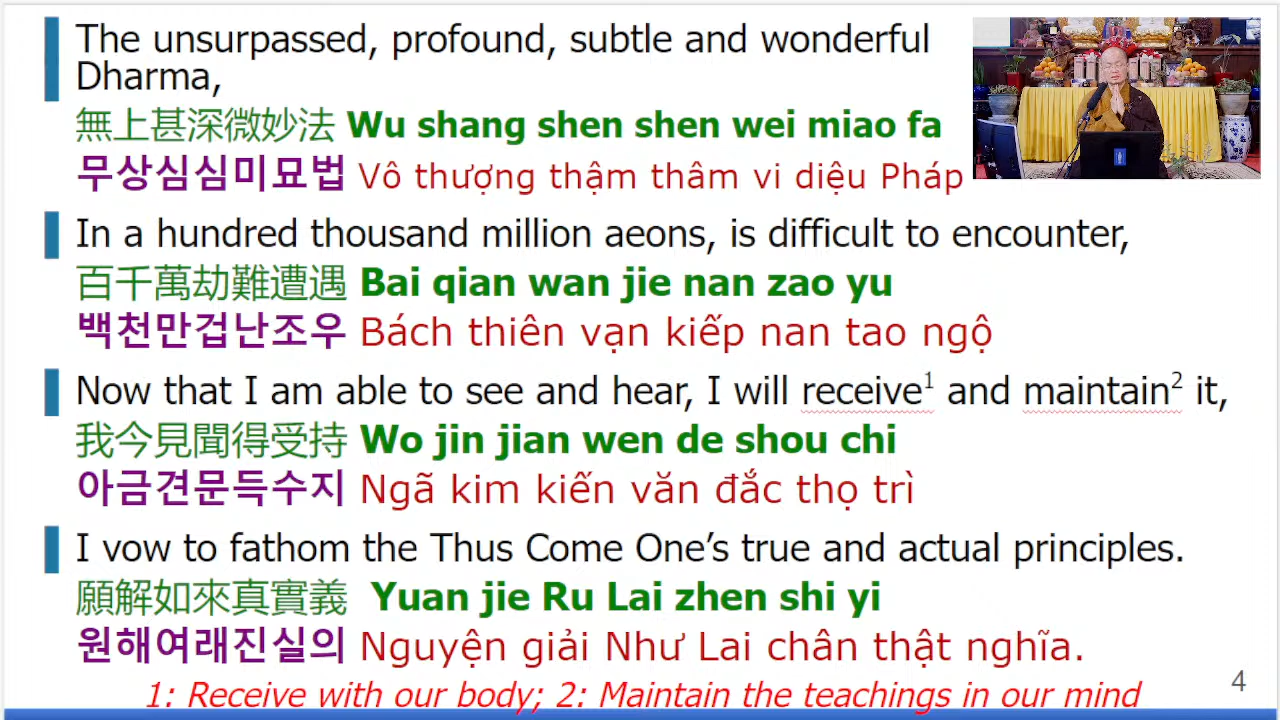 The unsurpassed, profound, subtle and wonderful
Dharma,
無上甚深微妙法 Wu shang shen shen wei miao fa
무상심심미묘법 Vô thượng thậm thâm vi diệu Pháp
In a hundred thousand million aeons, is difficult to encounter,
百千萬劫難遭遇 Bai qian wan jie nan zao yu
백천만겁난조우 Bách thiên vạn kiếp nan tao ngộ
Now that I am able to see and hear, I will receive¹ and maintain² it,
我今見聞得受持 Wo jin jian wen de shou chi
아금견문득수지 Ngã kim kiến văn đắc thọ trì
I vow to fathom the Thus Come One’s true and actual principles.
願解如來真實義 Yuan jie Ru Lai zhen shi yi
원해여래진실의 Nguyện giải Như Lai chân thật nghĩa.
1: Receive with our body; 2: Maintain the teachings in our mind
4